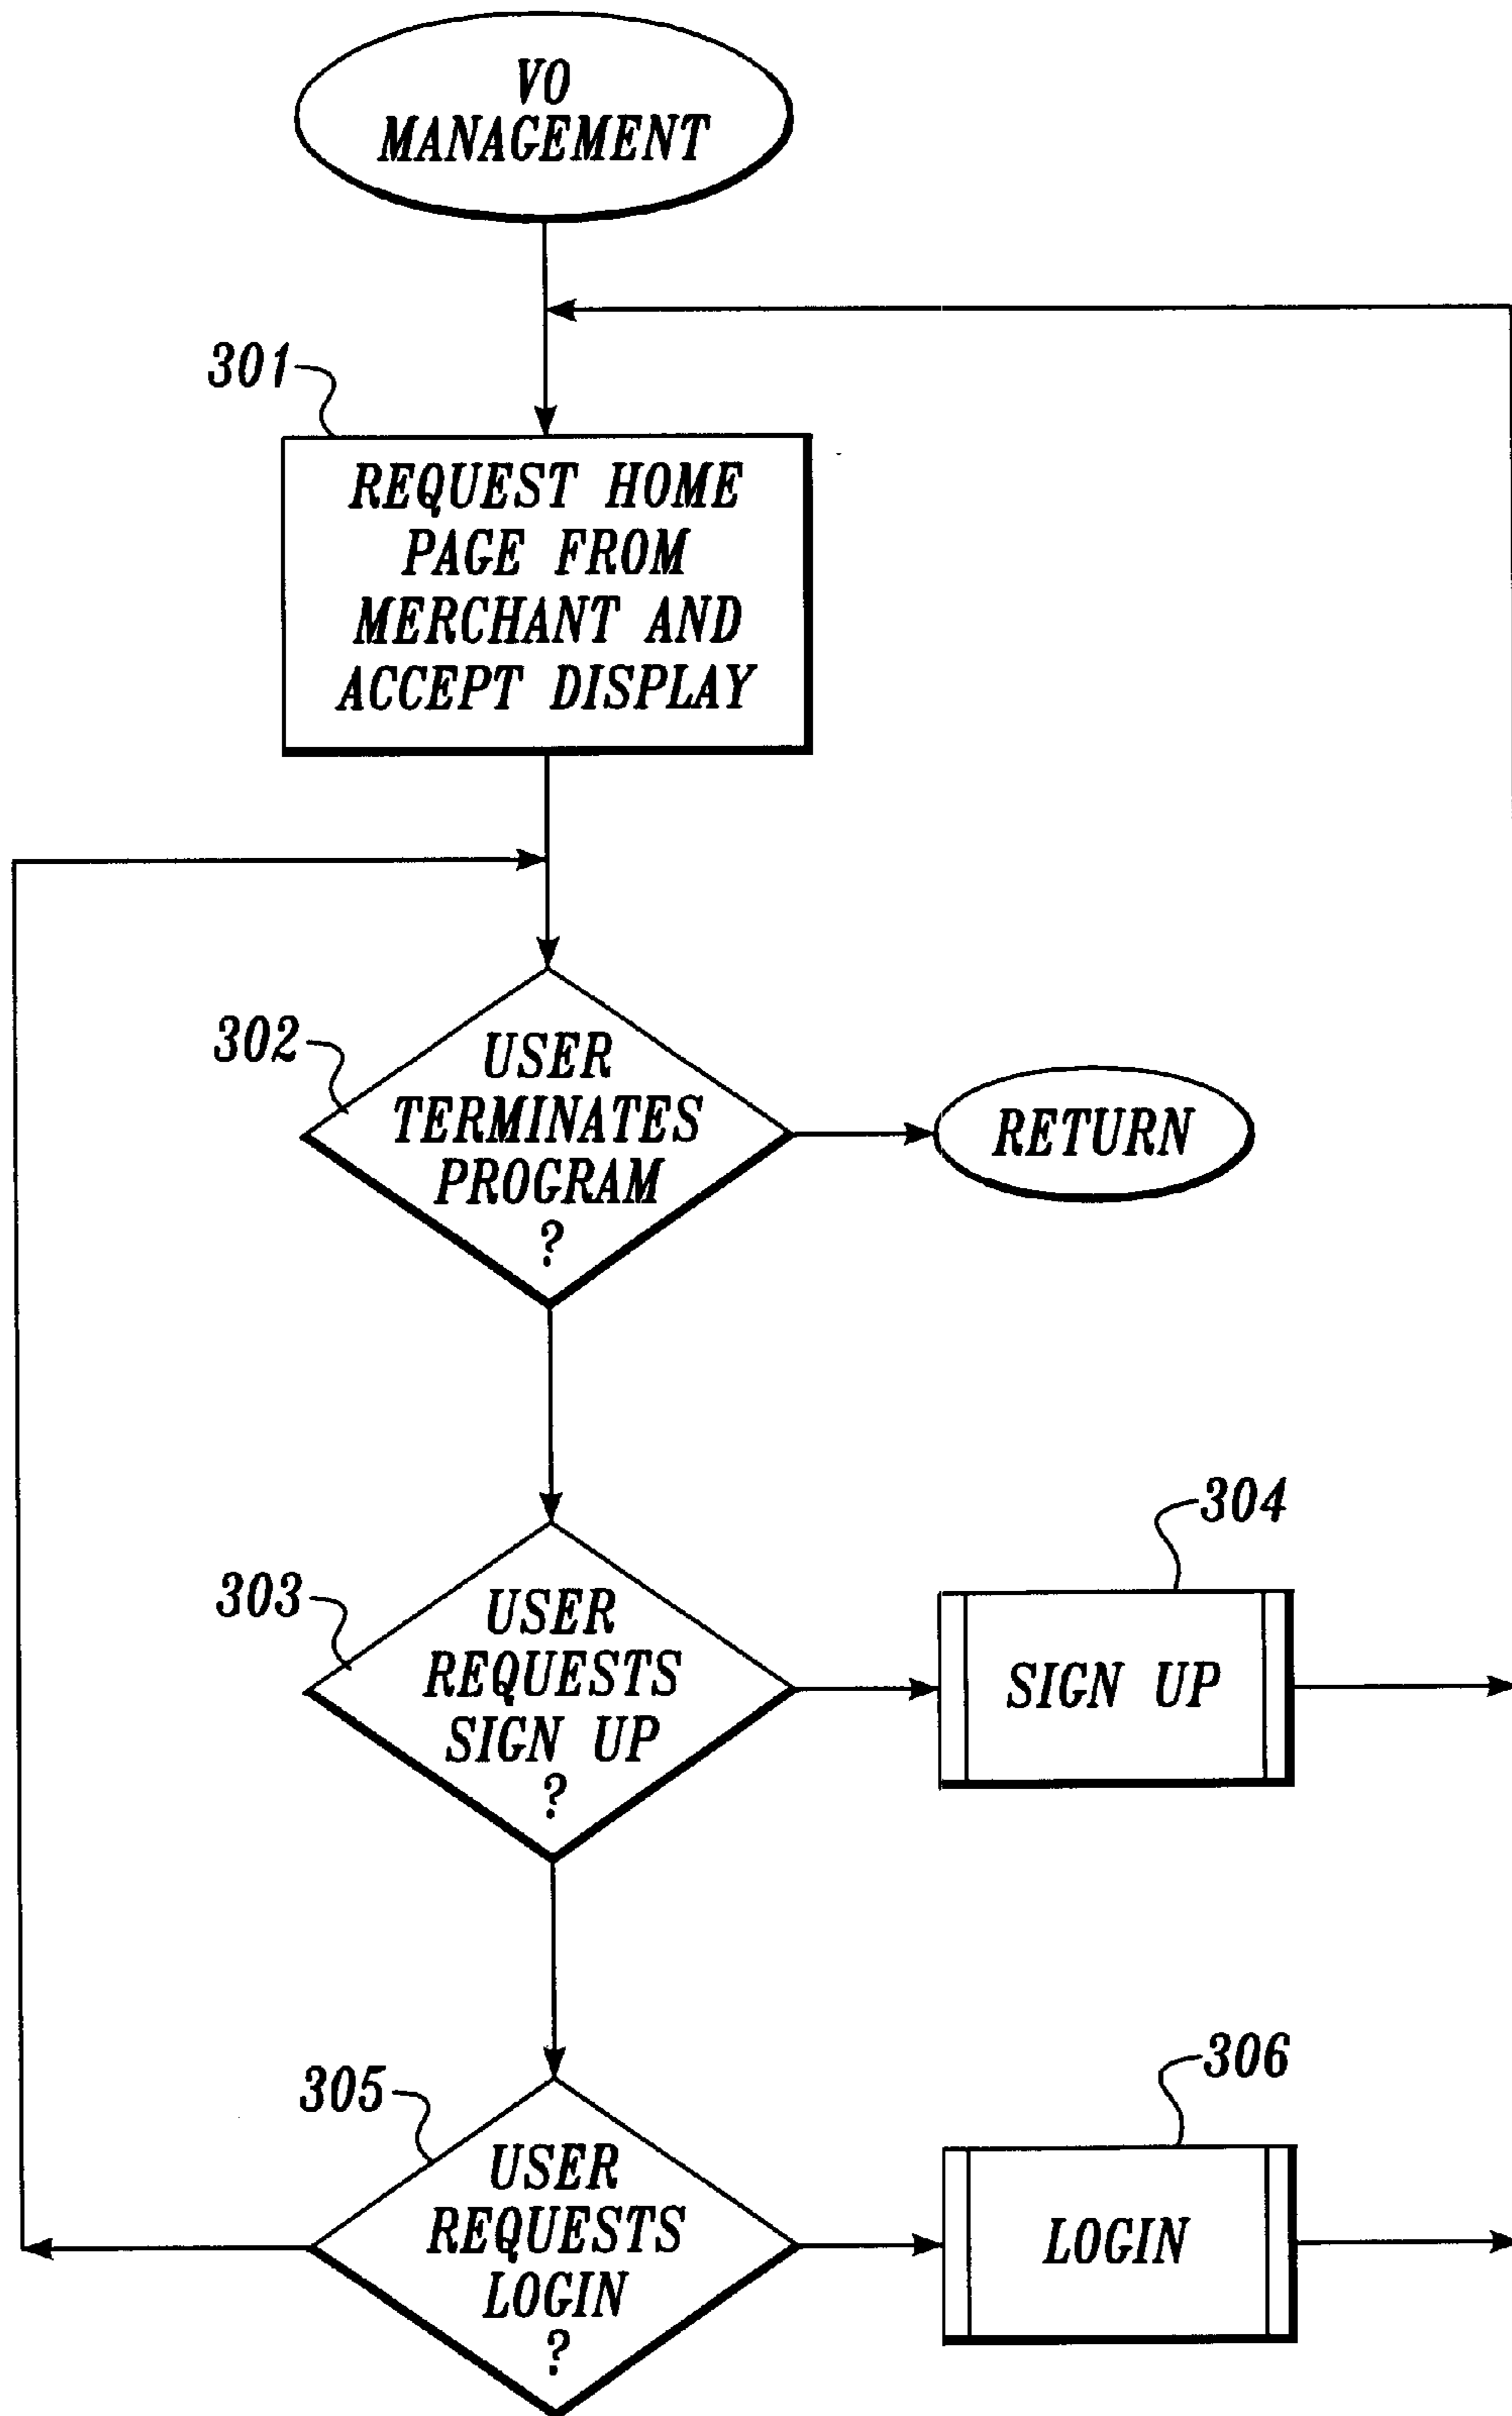 VO
MANAGEMENT
301
REQUEST HOME
PAGE FROM
MERCHANT AND
ACCEPT DISPLAY
302
USER
TERMINATES
PROGRAM
?
RETURN
303
USER
REQUESTS
SIGN UP
?
304
SIGN UP
305
USER
REQUESTS
LOGIN
?
306
LOGIN